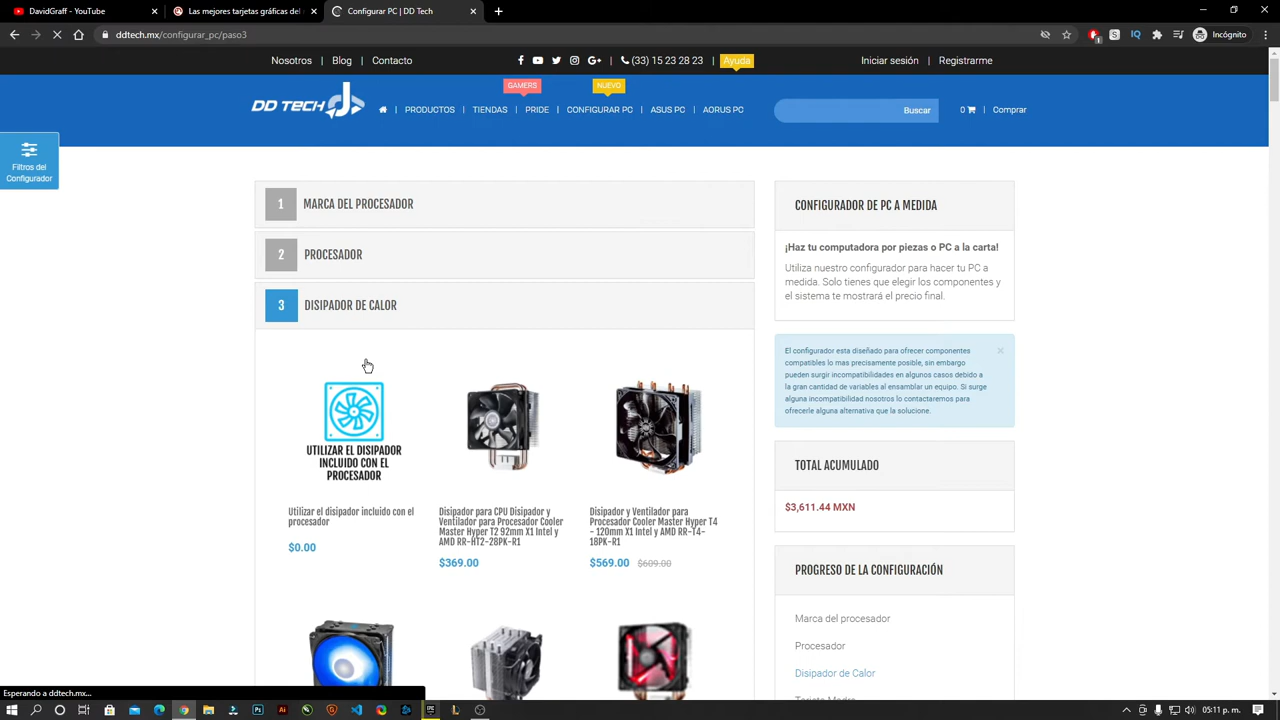 DavidGraff - YouTube
Las mejores tarjetas gráficas del m
Configurador PC | DD Tech
ddtech.mx/configurar_pc/paso3
Incógnito
Nosotros
Blog
Contacto
(33) 15 23 28 23
Ayuda
Iniciar sesión
Registrarme
GAMERS
NUEVO
DD TECH
PRODUCTOS
TIENDAS
PRIDE
CONFIGURAR PC
ASUS PC
AORUS PC
Buscar
0
Comprar
Filtros del
Configurador
1 MARCA DEL PROCESADOR
2 PROCESADOR
3 DISIPADOR DE CALOR
UTILIZAR EL DISIPADOR
INCLUIDO CON EL
PROCESADOR
Utilizar el disipador incluido con el
procesador
$0.00
Disipador para CPU Disipador y
Ventilador para Procesador Cooler
Master Hyper T2 92mm X1 Intel y
AMD RR-HT2-28PK-R1
$369.00
Disipador y Ventilador para
Procesador Cooler Master Hyper T4
- 120mm X1 Intel y AMD RR-T4-
18PK-R1
$569.00 $609.00
CONFIGURADOR DE PC A MEDIDA
¡Haz tu computadora por piezas o PC a la carta!
Utiliza nuestro configurador para hacer tu PC a
medida. Solo tienes que elegir los componentes y
el sistema te mostrará el precio final.
El configurador esta diseñado para ofrecer componentes
compatibles lo mas precisamente posible, sin embargo
pueden surgir incompatibilidades en algunos casos debido a
la gran cantidad de variables al ensamblar un equipo. Si surge
alguna incompatibilidad nosotros lo contactaremos para
ofrecerle alguna alternativa que la solucione.
TOTAL ACUMULADO
$3,611.44 MXN
PROGRESO DE LA CONFIGURACIÓN
Marca del procesador
Procesador
Disipador de Calor
Tarjeta Madre
Esperando a ddtech.mx...
ESP
05:11 p. m.